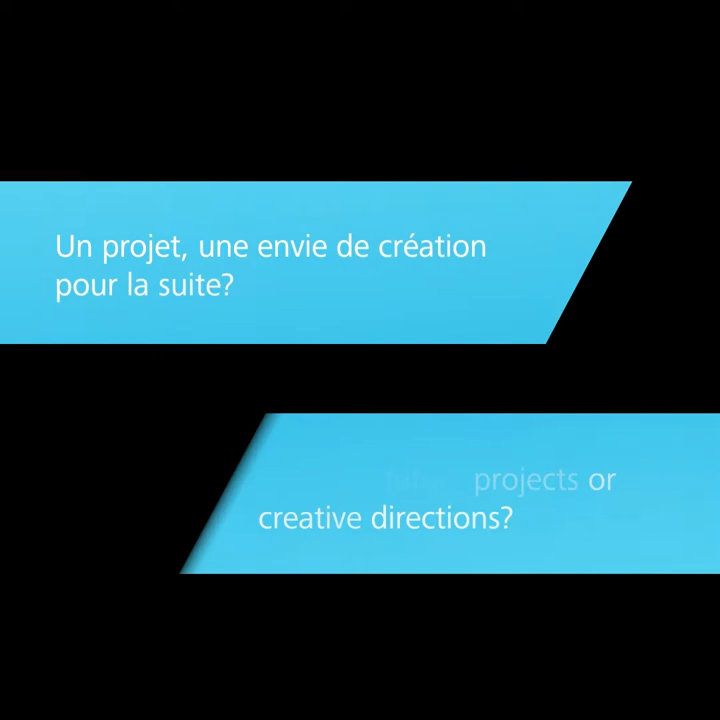 Un projet, une envie de création
pour la suite?
projects or
creative directions?